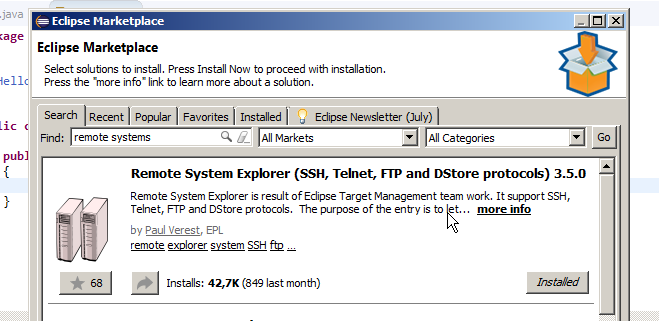 .java
Eclipse Marketplace
kage
Eclipse Marketplace
Select solutions to install. Press Install Now to proceed with installation.
Press the "more info" link to learn more about a solution.
Hello
Search Recent Popular Favorites Installed Eclipse Newsletter (July)
lic c
Find: remote systems All Markets All Categories Go
publ
{
}
Remote System Explorer (SSH, Telnet, FTP and DStore protocols) 3.5.0
Remote System Explorer is result of Eclipse Target Management team work. It support SSH,
Telnet, FTP and DStore protocols. The purpose of the entry is to let... more info
by Paul Verest, EPL
remote explorer system SSH ftp ...
68 Installs: 42,7K (849 last month) Installed